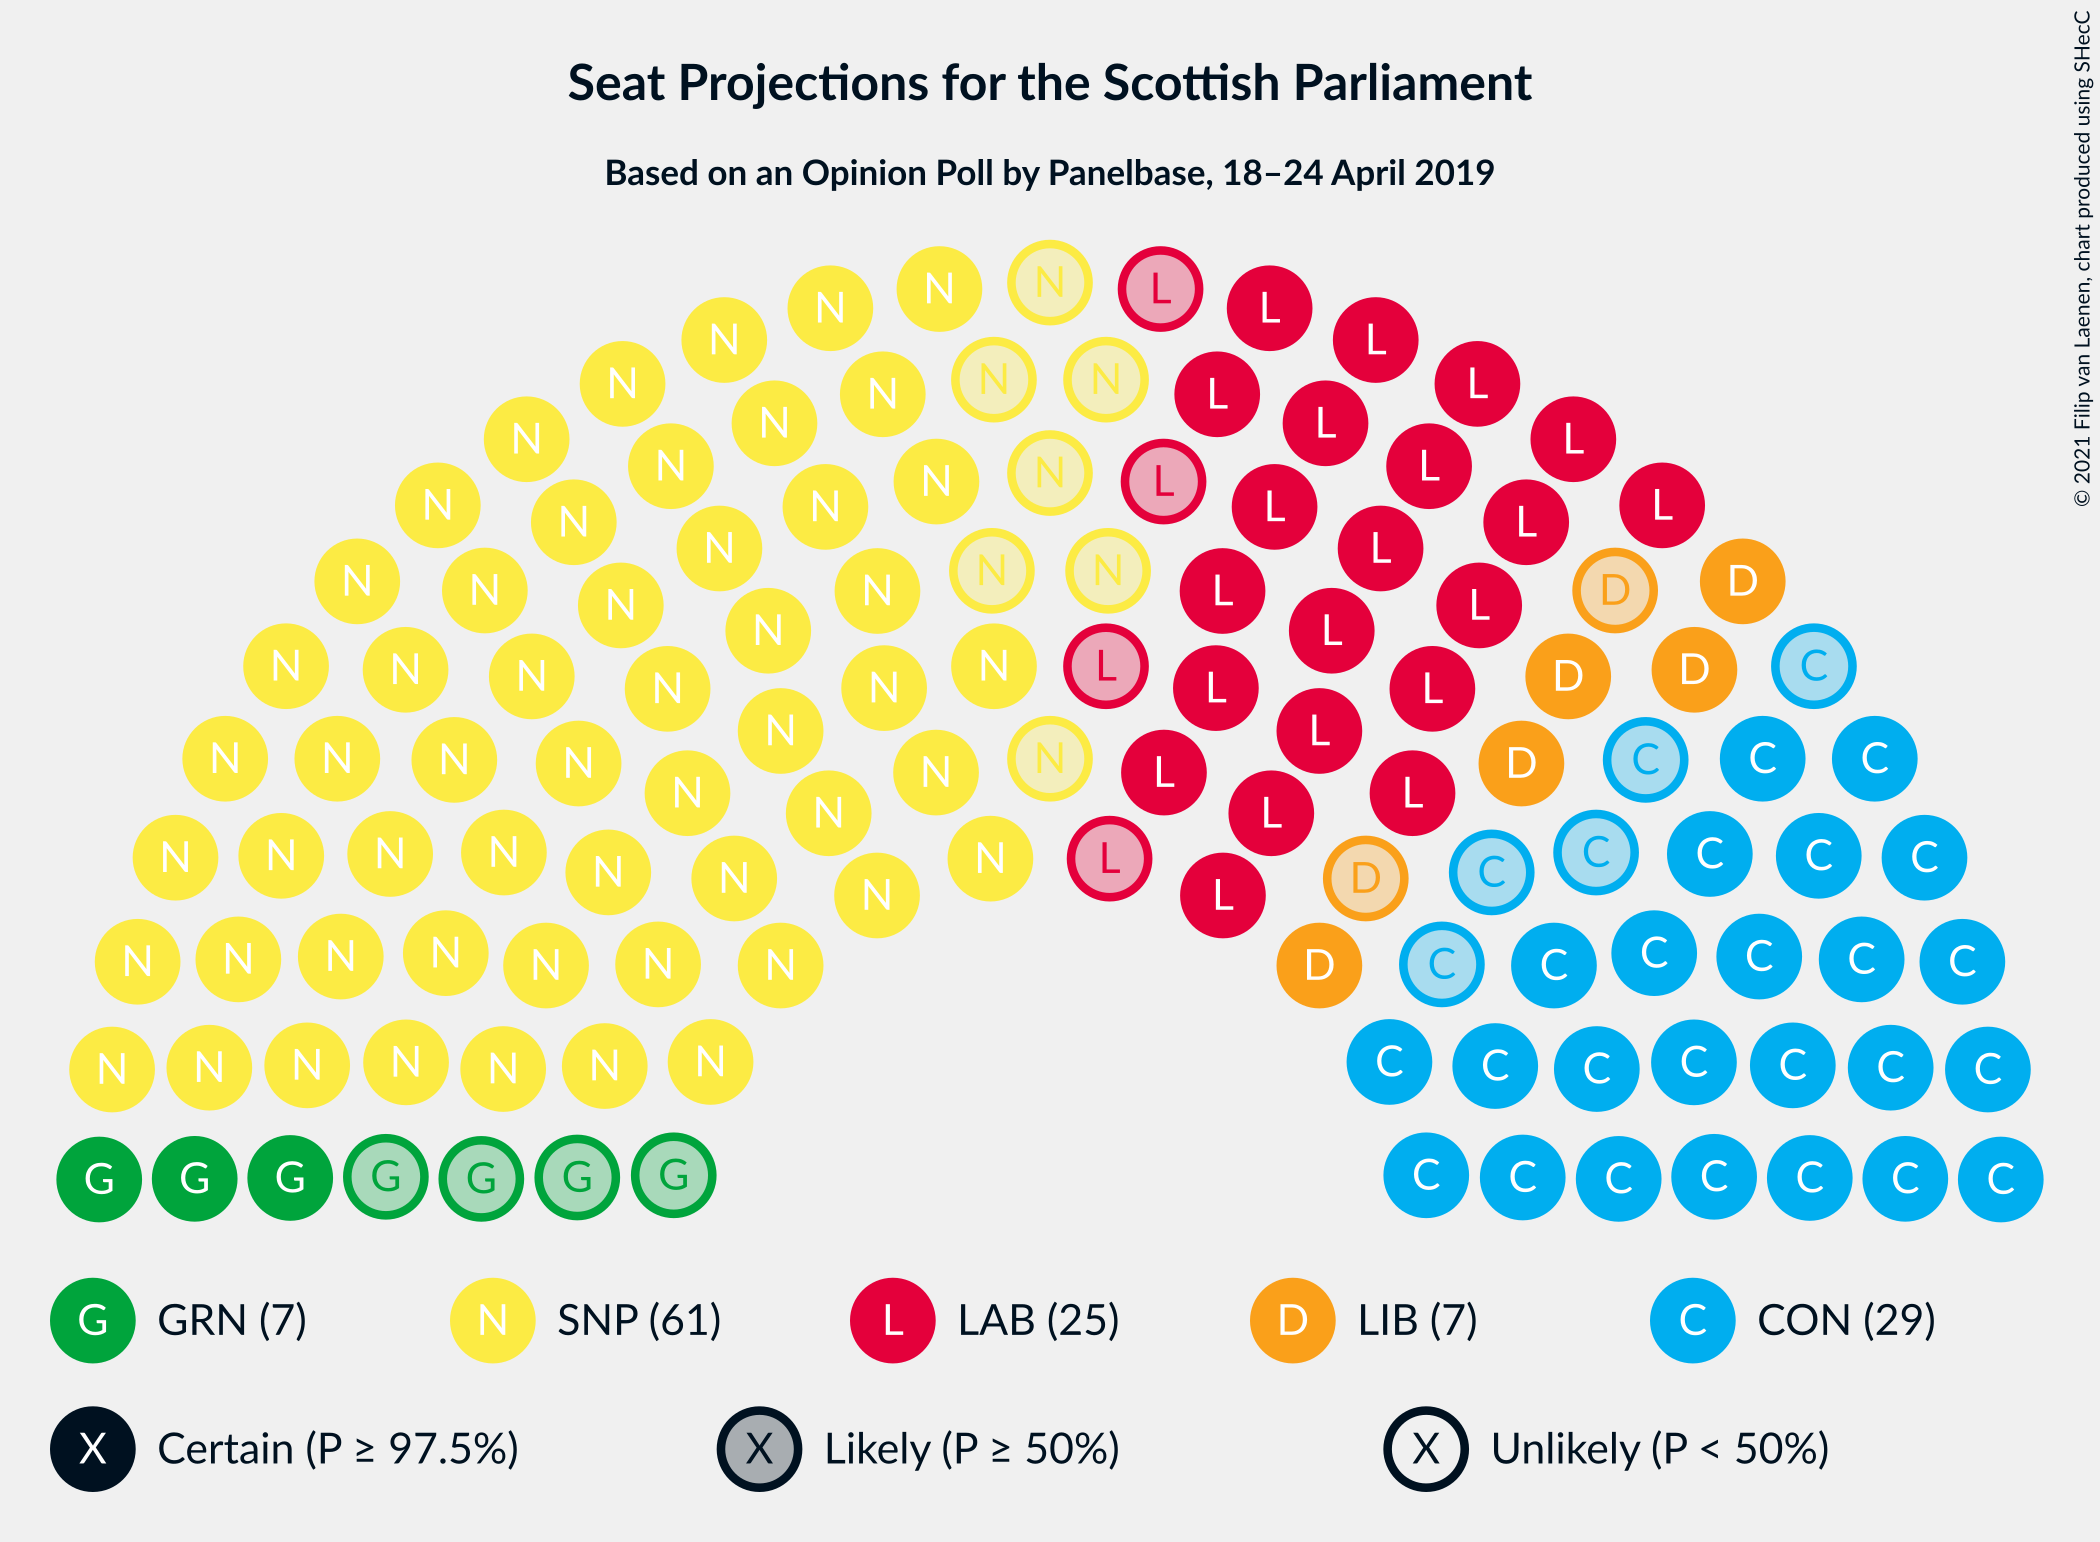 Seat Projections for the Scottish Parliament
Based on an Opinion Poll by Panelbase, 18–24 April 2019
© 2021 Filip van Laenen, chart produced using SHecC
N N N L L
N N L
N N N N L L
N L
N N N L L L
N N N L L L
N N N L L L
N N N L L L
N N N N L L D D
N N L L
N N N N N L L L D D C
N N L
N N N N N N L L D C C C
N N L L
N N N N N N N L L D C C C C C
N N
N N N N N N N D C C C C C C
N N N N N N N C C C C C C C
G G G G G G G C C C C C C C
G GRN (7) N SNP (61) L LAB (25) D LIB (7) C CON (29)
X Certain (P ≥ 97.5%) X Likely (P ≥ 50%) X Unlikely (P < 50%)